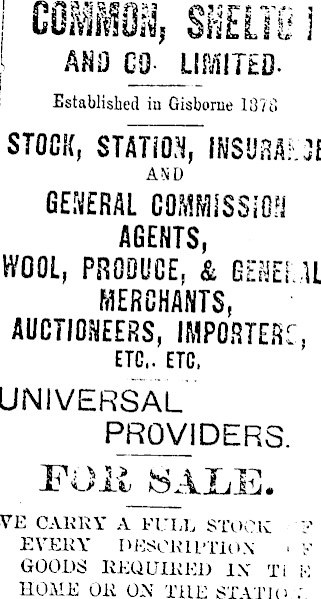 COMMON, SHELTON
AND CO. LIMITED.
Established in Gisborne 1878
STOCK, STATION, INSURANCE
AND
GENERAL COMMISSION
AGENTS,
WOOL, PRODUCE, & GENERAL
MERCHANTS,
AUCTIONEERS, IMPORTERS,
ETC,. ETC,
UNIVERSAL
PROVIDERS.
FOR SALE.
WE CARRY A FULL STOCK OF
EVERY DESCRIPTION OF
GOODS REQUIRED IN THE
HOME OR ON THE STATION.